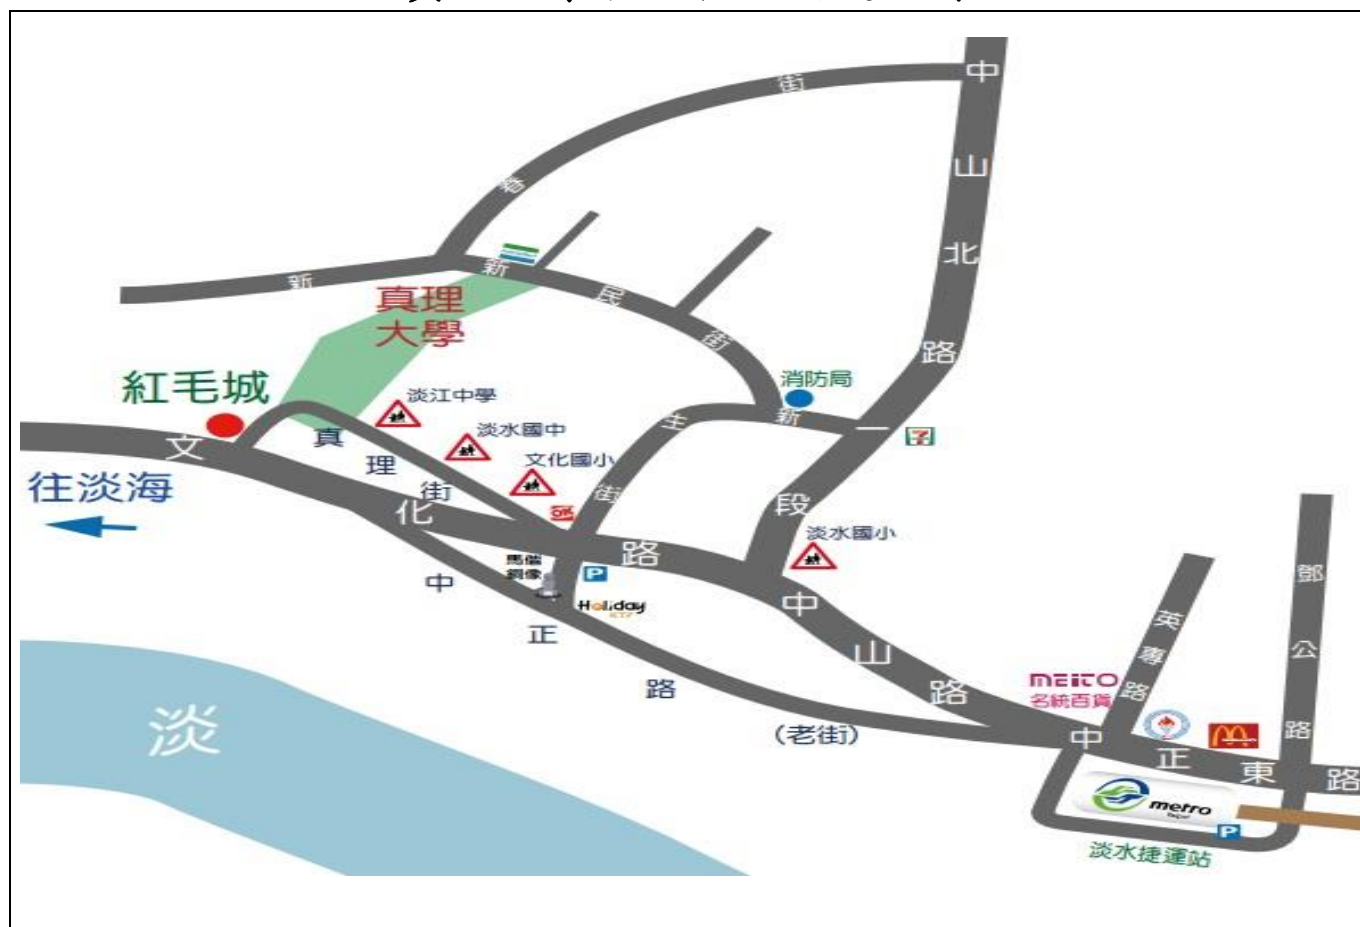 街
春
新
中山北路一段
新民街
真理
大學
紅毛城
消防局
新
主
街
淡江中學
淡水國中
文化國小
OK
真理街
文化路
往淡海
馬偕
銅像
P
Holiday
KTV
7
淡水國小
中正路
(老街)
中山路
MEITO
名統百貨
英專路
鄧公路
中正東路
metro
淡水捷運站
P
淡